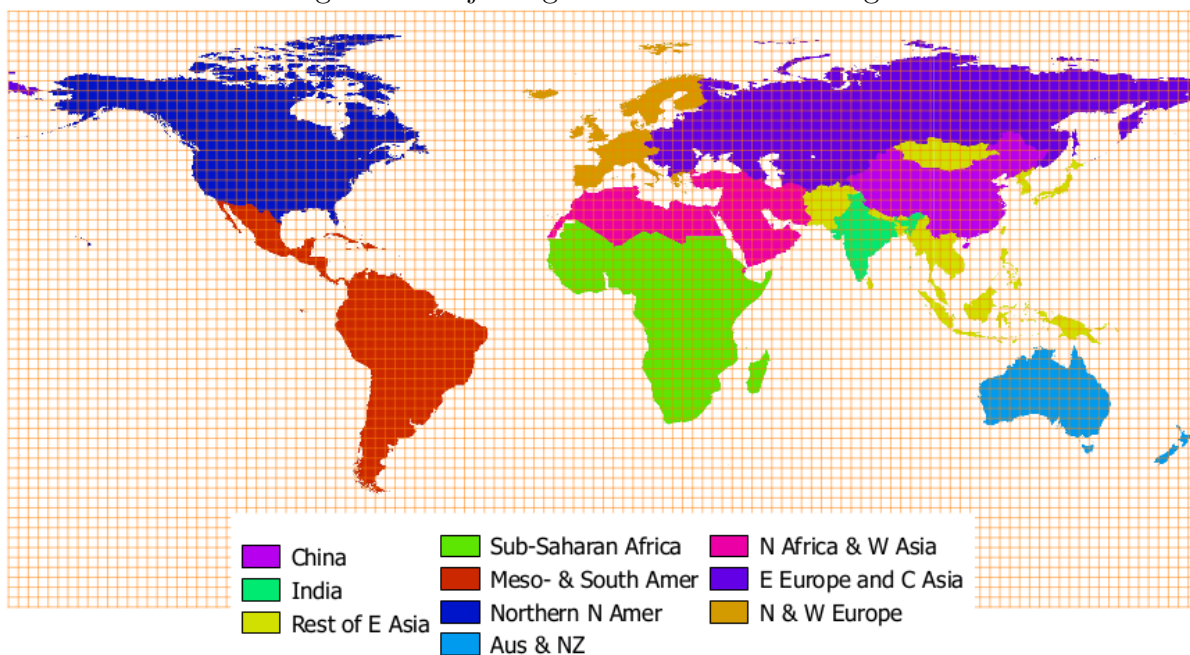 China
India
Rest of E Asia
Sub-Saharan Africa
Meso- & South Amer
Northern N Amer
Aus & NZ
N Africa & W Asia
E Europe and C Asia
N & W Europe